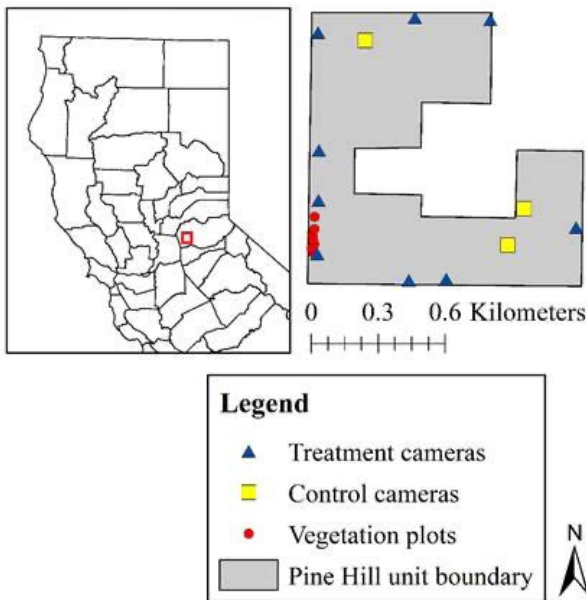 0 0.3 0.6 Kilometers
Legend
Treatment cameras
Control cameras
Vegetation plots
Pine Hill unit boundary
N